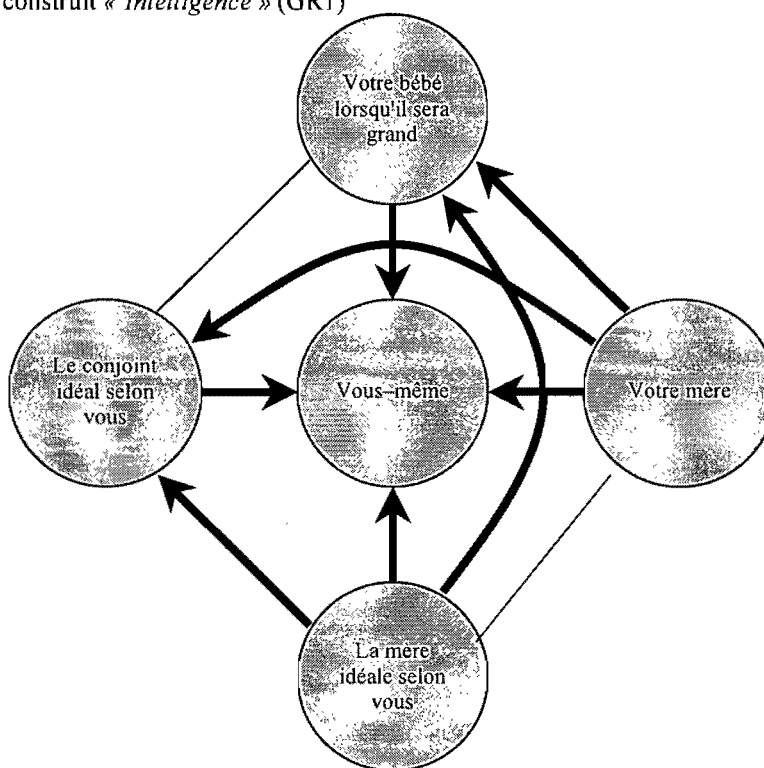 construit « Intelligence » (GRT)
Votre bébé
lorsqu'il sera
grand
Le conjoint
idéal selon
vous
Vous-même
Votre mère
La mère
idéale selon
vous